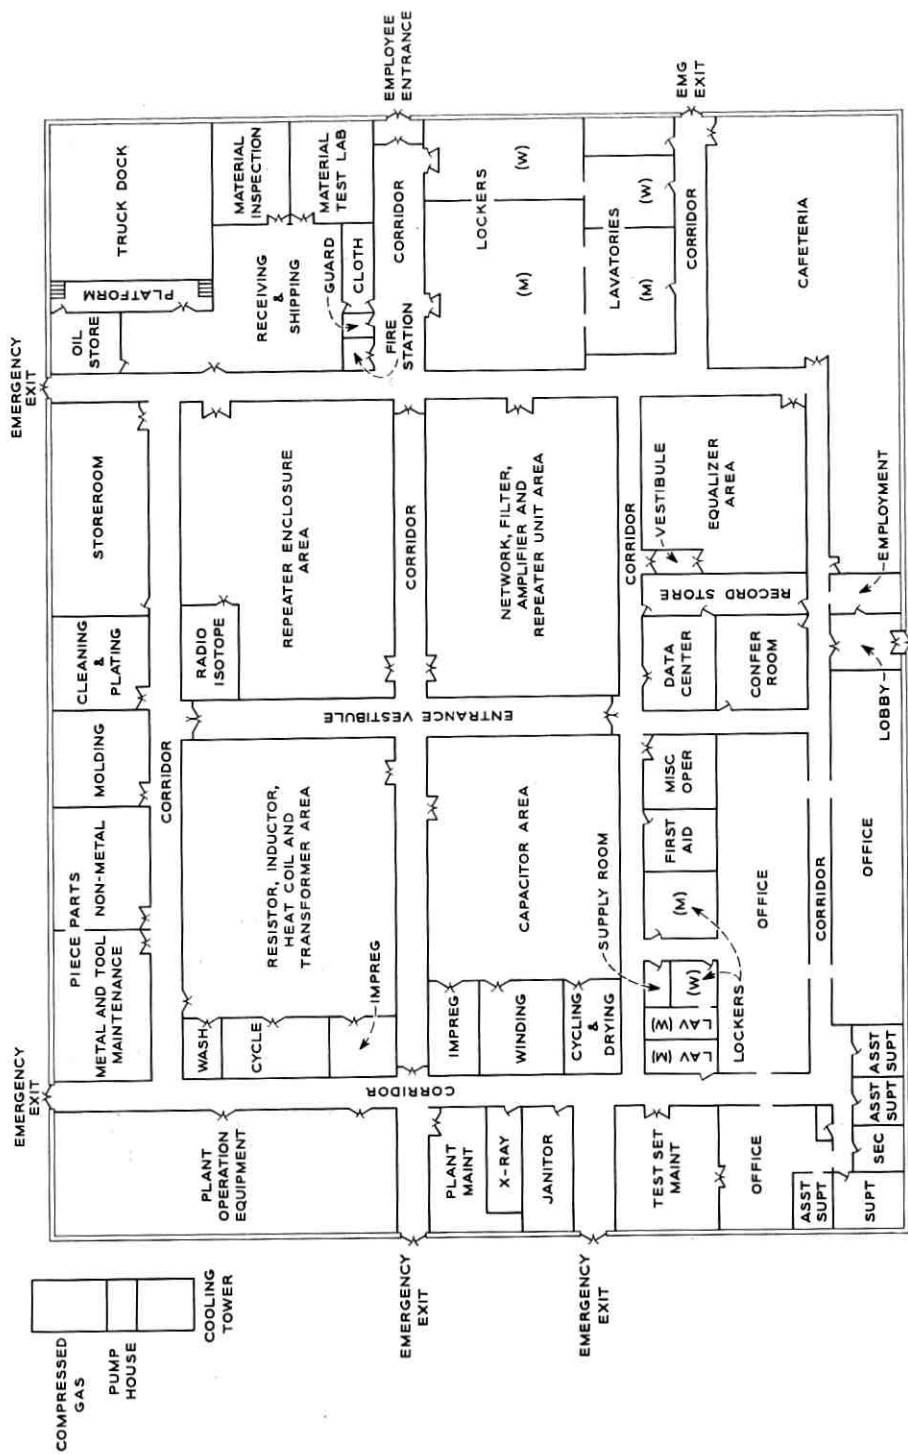 COMPRESSED
GAS
PUMP
HOUSE
COOLING
TOWER
EMERGENCY
EXIT
EMERGENCY
EXIT
PLANT
OPERATION
EQUIPMENT
PIECE PARTS
METAL AND TOOL
MAINTENANCE
NON-METAL
MOLDING
CLEANING
&
PLATING
STOREROOM
OIL
STORE
PLATFORM
TRUCK DOCK
CORRIDOR
WASH
CYCLE
IMPREG
RESISTOR, INDUCTOR,
HEAT COIL AND
TRANSFORMER AREA
RADIO
ISOTOPE
REPEATER ENCLOSURE
AREA
RECEIVING
&
SHIPPING
MATERIAL
INSPECTION
MATERIAL
TEST LAB
GUARD
CLOTH
FIRE
STATION
CORRIDOR
EMPLOYEE
ENTRANCE
CORRIDOR
ENTRANCE VESTIBULE
CORRIDOR
EMERGENCY
EXIT
PLANT
MAINT
X-RAY
JANITOR
IMPREG
WINDING
CYCLING
&
DRYING
CAPACITOR AREA
NETWORK, FILTER,
AMPLIFIER AND
REPEATER UNIT AREA
LOCKERS
(M)
(W)
LAVATORIES
(M)
(W)
EMERGENCY
EXIT
SUPPLY ROOM
CORRIDOR
VESTIBULE
CORRIDOR
EMG
EXIT
TEST SET
MAINT
LAV (M)
LAV (W)
(W)
(M)
LOCKERS
FIRST
AID
MISC
OPER
DATA
CENTER
CONFER
ROOM
RECORD STORE
EQUALIZER
AREA
CAFETERIA
OFFICE
OFFICE
CORRIDOR
ASST
SUPT
SUPT
SEC
ASST
SUPT
ASST
SUPT
OFFICE
LOBBY
EMPLOYMENT